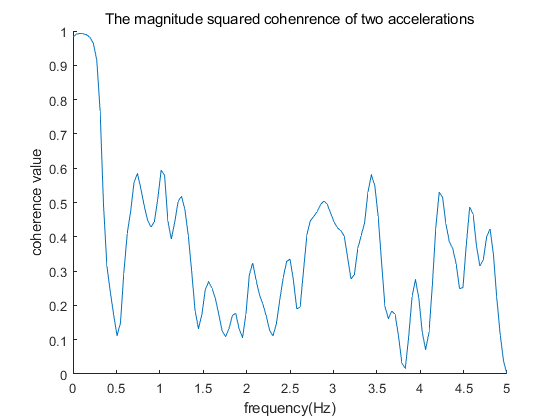 The magnitude squared cohenrence of two accelerations
1
0.9
0.8
0.7
0.6
0.5
0.4
0.3
0.2
0.1
0
coherence value
0 0.5 1 1.5 2 2.5 3 3.5 4 4.5 5
frequency(Hz)